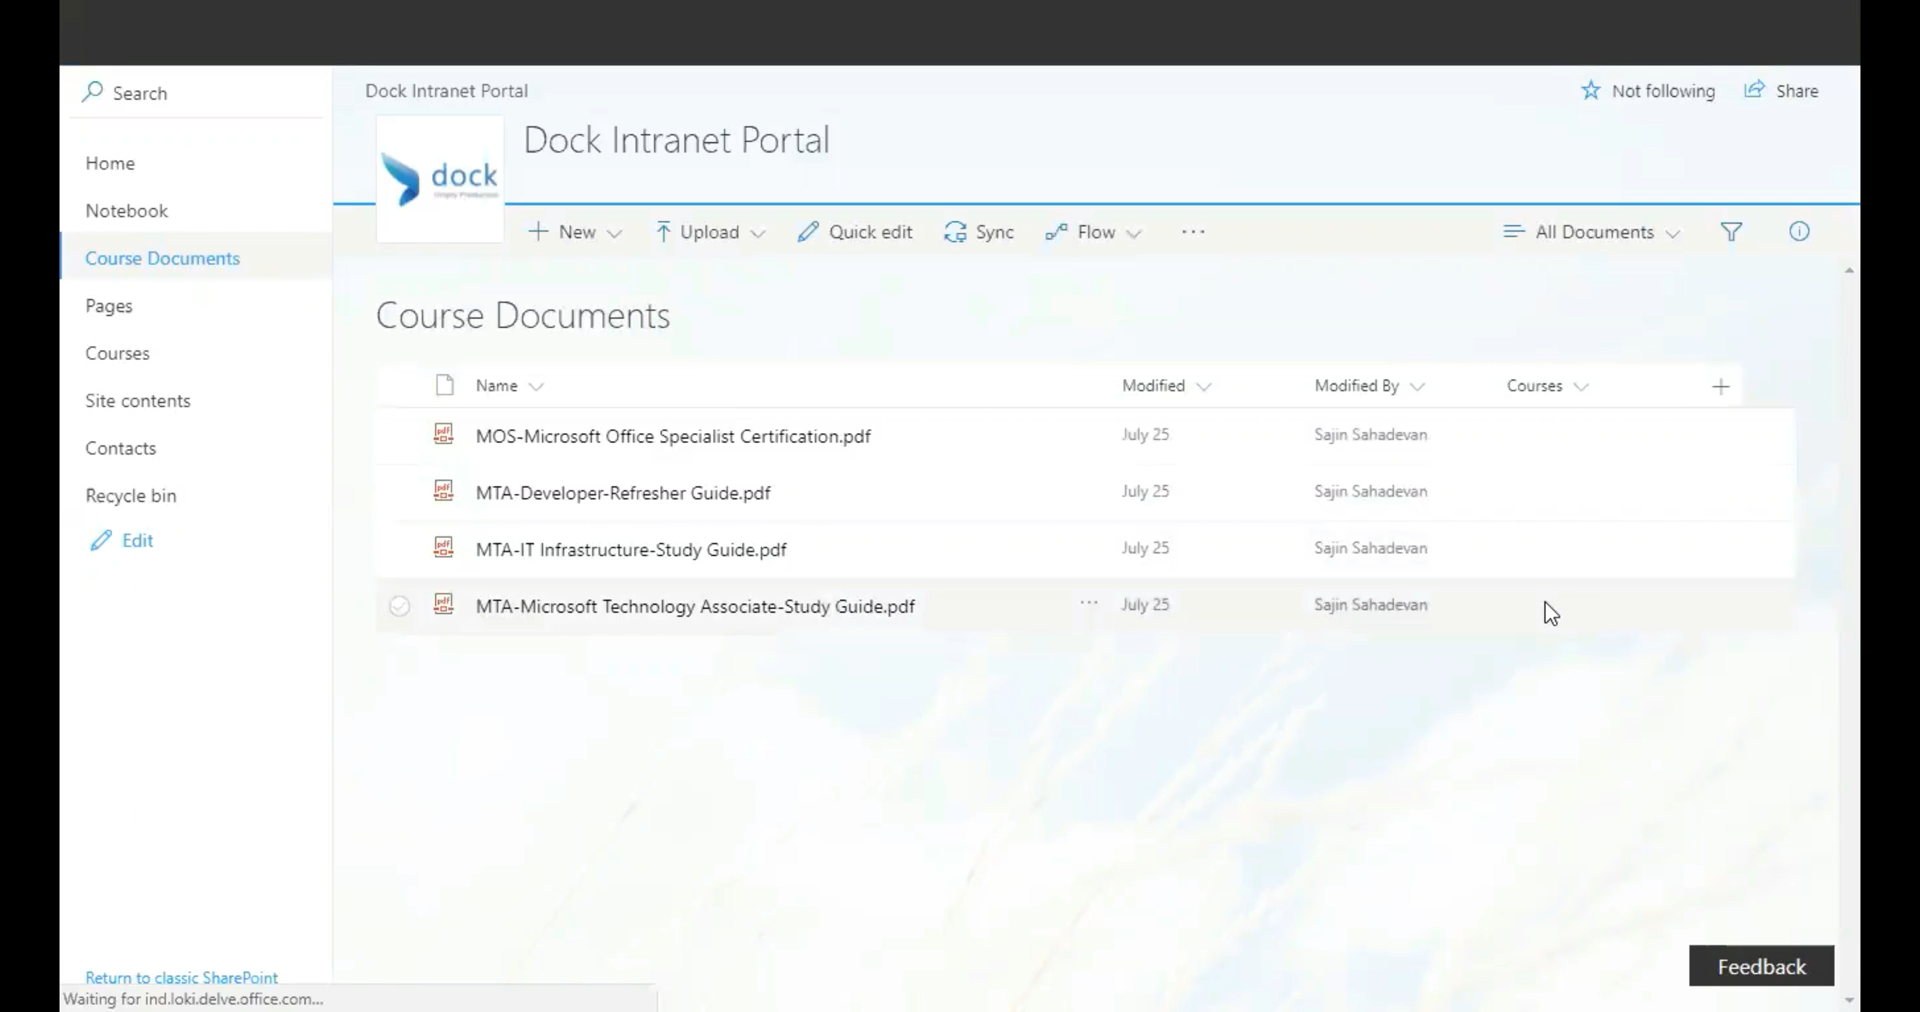 Search
Dock Intranet Portal
Not following
Share
dock
Dock Intranet Portal
Home
Notebook
Course Documents
Pages
Courses
Site contents
Contacts
Recycle bin
Edit
New
Upload
Quick edit
Sync
Flow
...
All Documents
Course Documents
Name
Modified
Modified By
Courses
MOS-Microsoft Office Specialist Certification.pdf July 25 Sajin Sahadevan
MTA-Developer-Refresher Guide.pdf July 25 Sajin Sahadevan
MTA-IT Infrastructure-Study Guide.pdf July 25 Sajin Sahadevan
MTA-Microsoft Technology Associate-Study Guide.pdf ... July 25 Sajin Sahadevan
Feedback
Return to classic SharePoint
Waiting for ind.loki.delve.office.com...